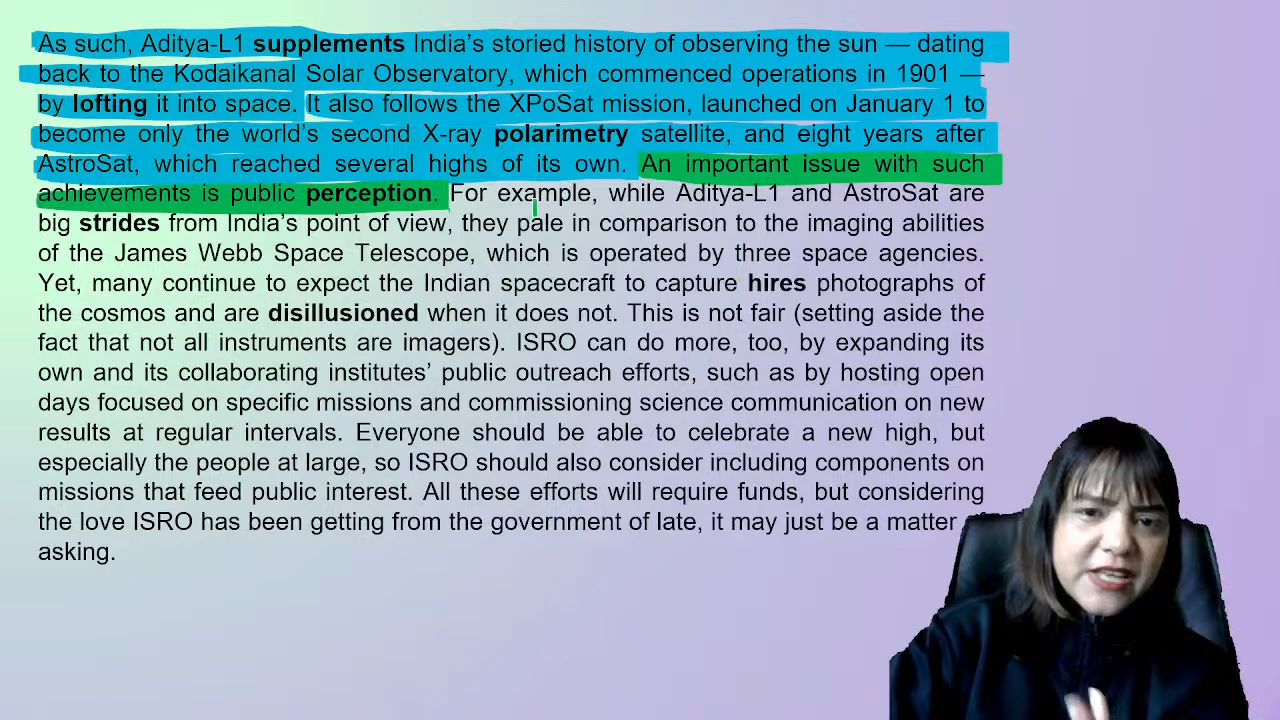 As such, Aditya-L1 supplements India's storied history of observing the sun — dating
back to the Kodaikanal Solar Observatory, which commenced operations in 1901 —
by lofting it into space. It also follows the XPoSat mission, launched on January 1 to
become only the world's second X-ray polarimetry satellite, and eight years after
AstroSat, which reached several highs of its own. An important issue with such
achievements is public perception. For example, while Aditya-L1 and AstroSat are
big strides from India's point of view, they pale in comparison to the imaging abilities
of the James Webb Space Telescope, which is operated by three space agencies.
Yet, many continue to expect the Indian spacecraft to capture hires photographs of
the cosmos and are disillusioned when it does not. This is not fair (setting aside the
fact that not all instruments are imagers). ISRO can do more, too, by expanding its
own and its collaborating institutes' public outreach efforts, such as by hosting open
days focused on specific missions and commissioning science communication on new
results at regular intervals. Everyone should be able to celebrate a new high, but
especially the people at large, so ISRO should also consider including components on
missions that feed public interest. All these efforts will require funds, but considering
the love ISRO has been getting from the government of late, it may just be a matter
asking.